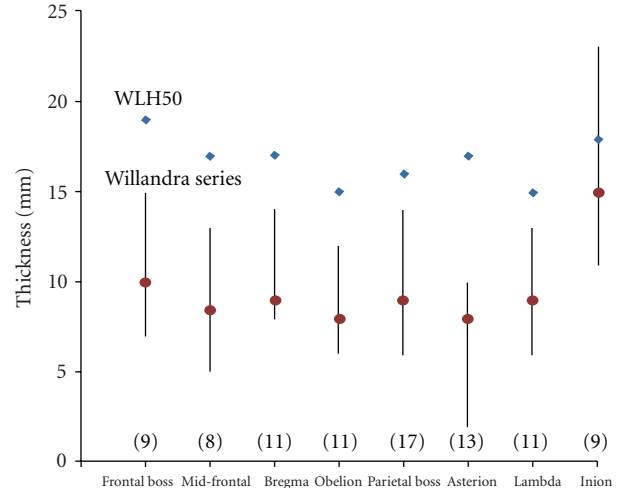 25
20
15
10
5
0
Thickness (mm)
WLH50
Willandra series
(9) (8) (11) (11) (17) (13) (11) (9)
Frontal boss Mid-frontal Bregma Obelion Parietal boss Asterion Lambda Inion